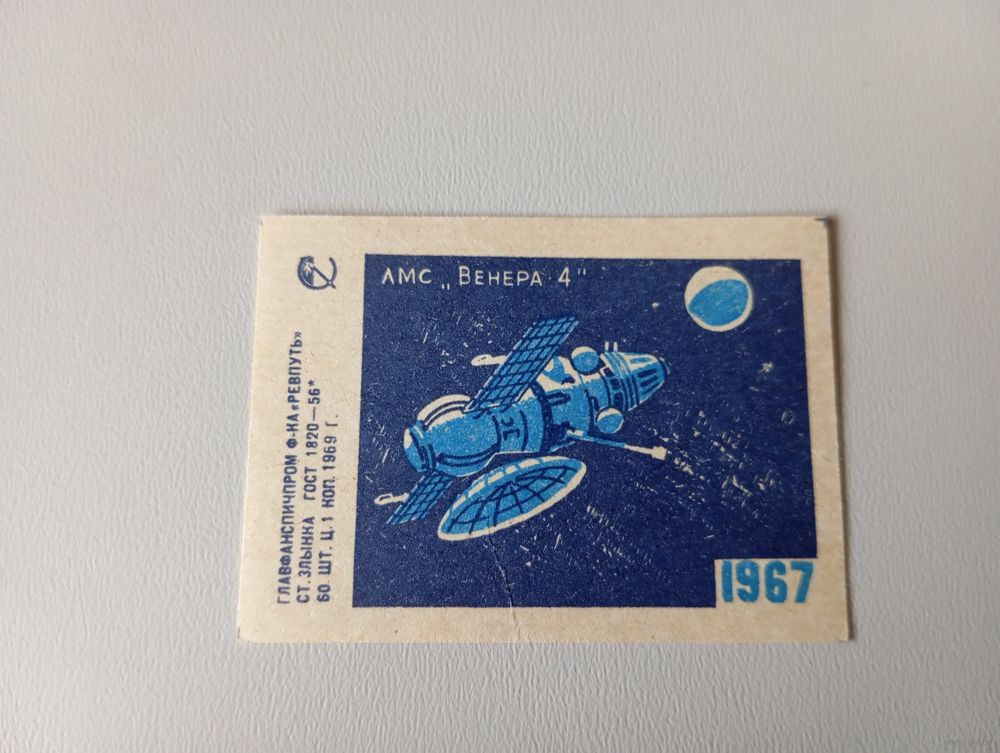 АМС „Венера-4"
ГЛАВФАНСПИЧПРОМ Ф-КА «РЕВПУТЬ»
СТ. ЗЛЫНКА ГОСТ 1820—56*
60 ШТ. Ц. 1 КОП. 1969 Г.
1967